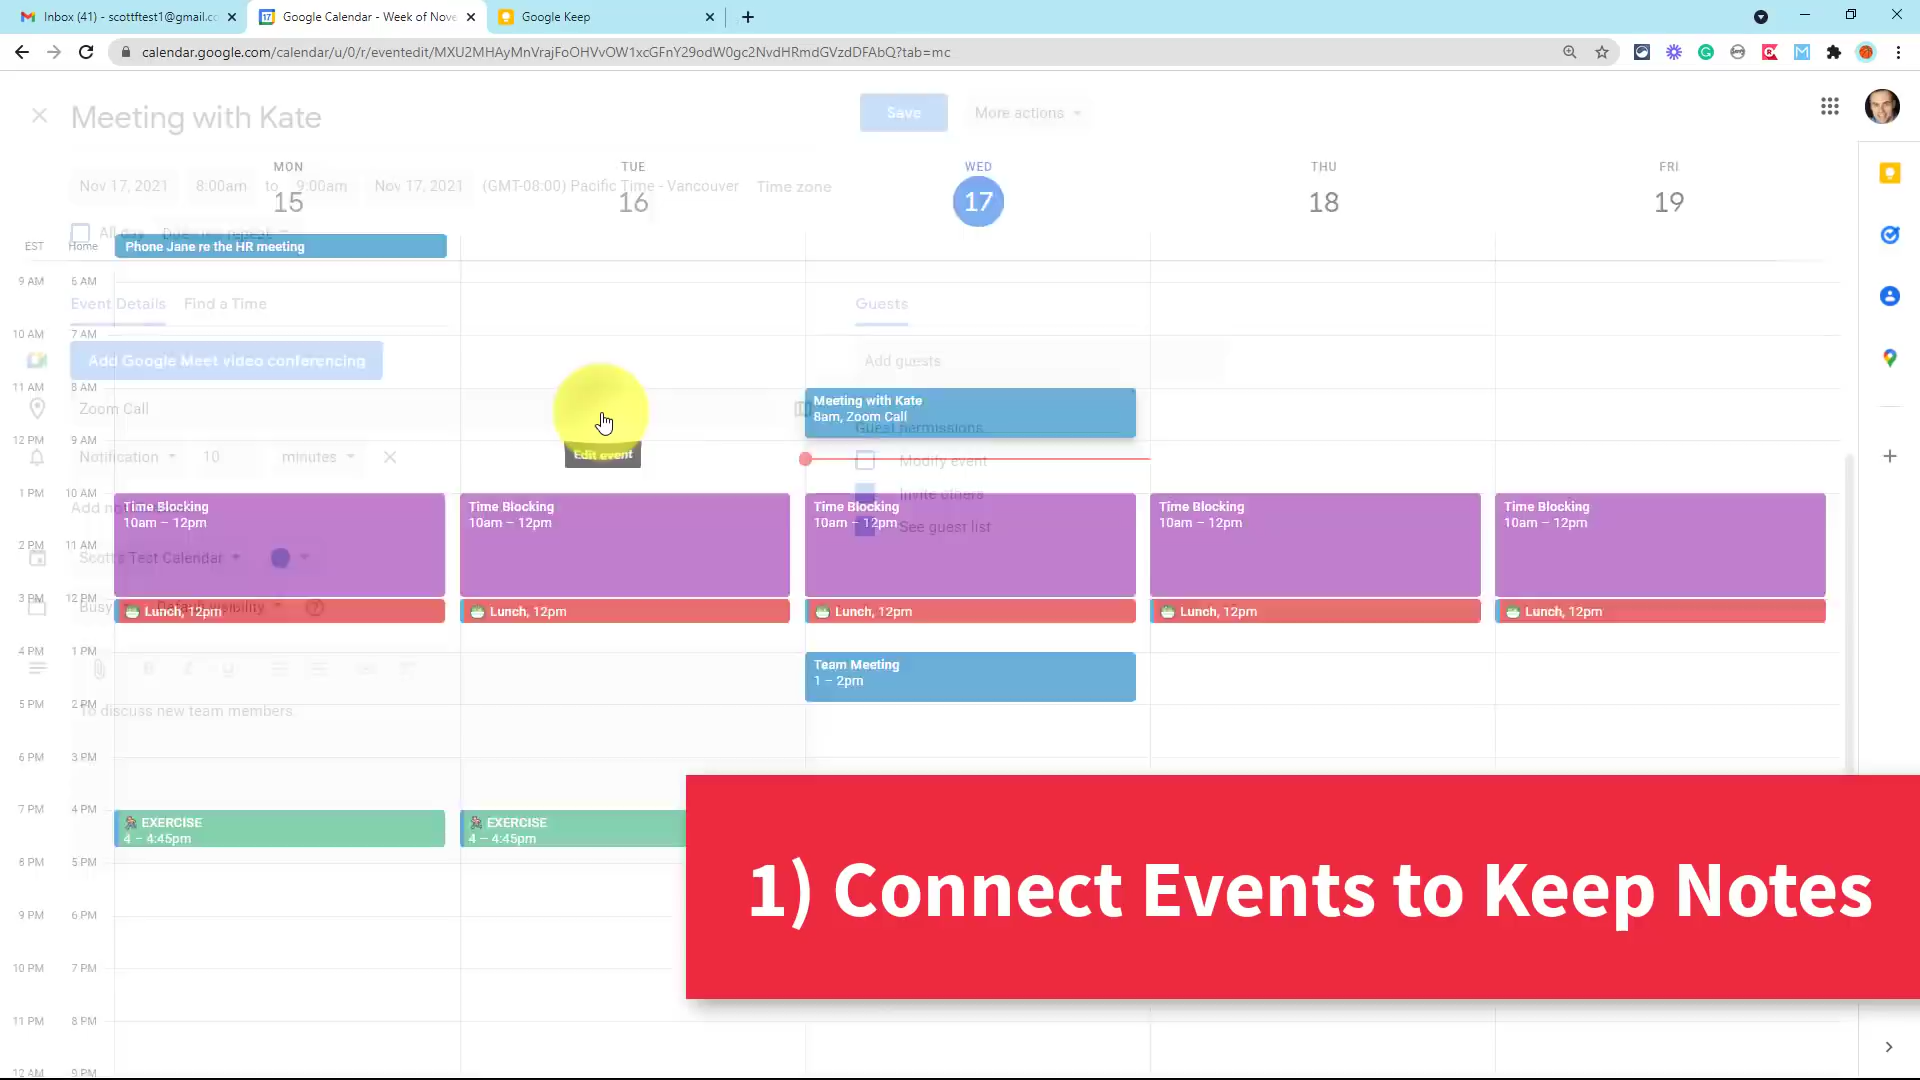 Inbox (41) - scottftest1@gmail.co
Google Calendar - Week of Nove
Google Keep
calendar.google.com/calendar/u/0/r/eventedit/MXU2MHAyMnVrajFoOHVvOW1xcGFnY29odW0gc2NvdHRmdGVzdDFAbQ?tab=mc
Meeting with Kate
Save
More actions
MON
TUE
WED
THU
FRI
15
16
17
18
19
Nov 17, 2021
8:00am
to
9:00am
Nov 17, 2021
(GMT-08:00) Pacific Time - Vancouver
Time zone
All day
EST
Home
Phone Jane re the HR meeting
9 AM
6 AM
Event Details
Find a Time
Guests
10 AM
7 AM
Add Google Meet video conferencing
Add guests
11 AM
8 AM
Zoom Call
Meeting with Kate
8am, Zoom Call
Guest permissions
12 PM
9 AM
Notification
10
minutes
Edit event
Modify event
1 PM
10 AM
Invite others
Time Blocking
10am – 12pm
Time Blocking
10am – 12pm
Time Blocking
10am – 12pm
Time Blocking
10am – 12pm
Time Blocking
10am – 12pm
See guest list
2 PM
11 AM
Scott's Test Calendar
3 PM
12 PM
Busy
Default visibility
Lunch, 12pm
Lunch, 12pm
Lunch, 12pm
Lunch, 12pm
Lunch, 12pm
4 PM
1 PM
Team Meeting
1 – 2pm
5 PM
2 PM
To discuss new team members
6 PM
3 PM
7 PM
4 PM
EXERCISE
4 – 4:45pm
EXERCISE
4 – 4:45pm
8 PM
5 PM
1) Connect Events to Keep Notes
9 PM
6 PM
10 PM
7 PM
11 PM
8 PM
12 AM
9 PM